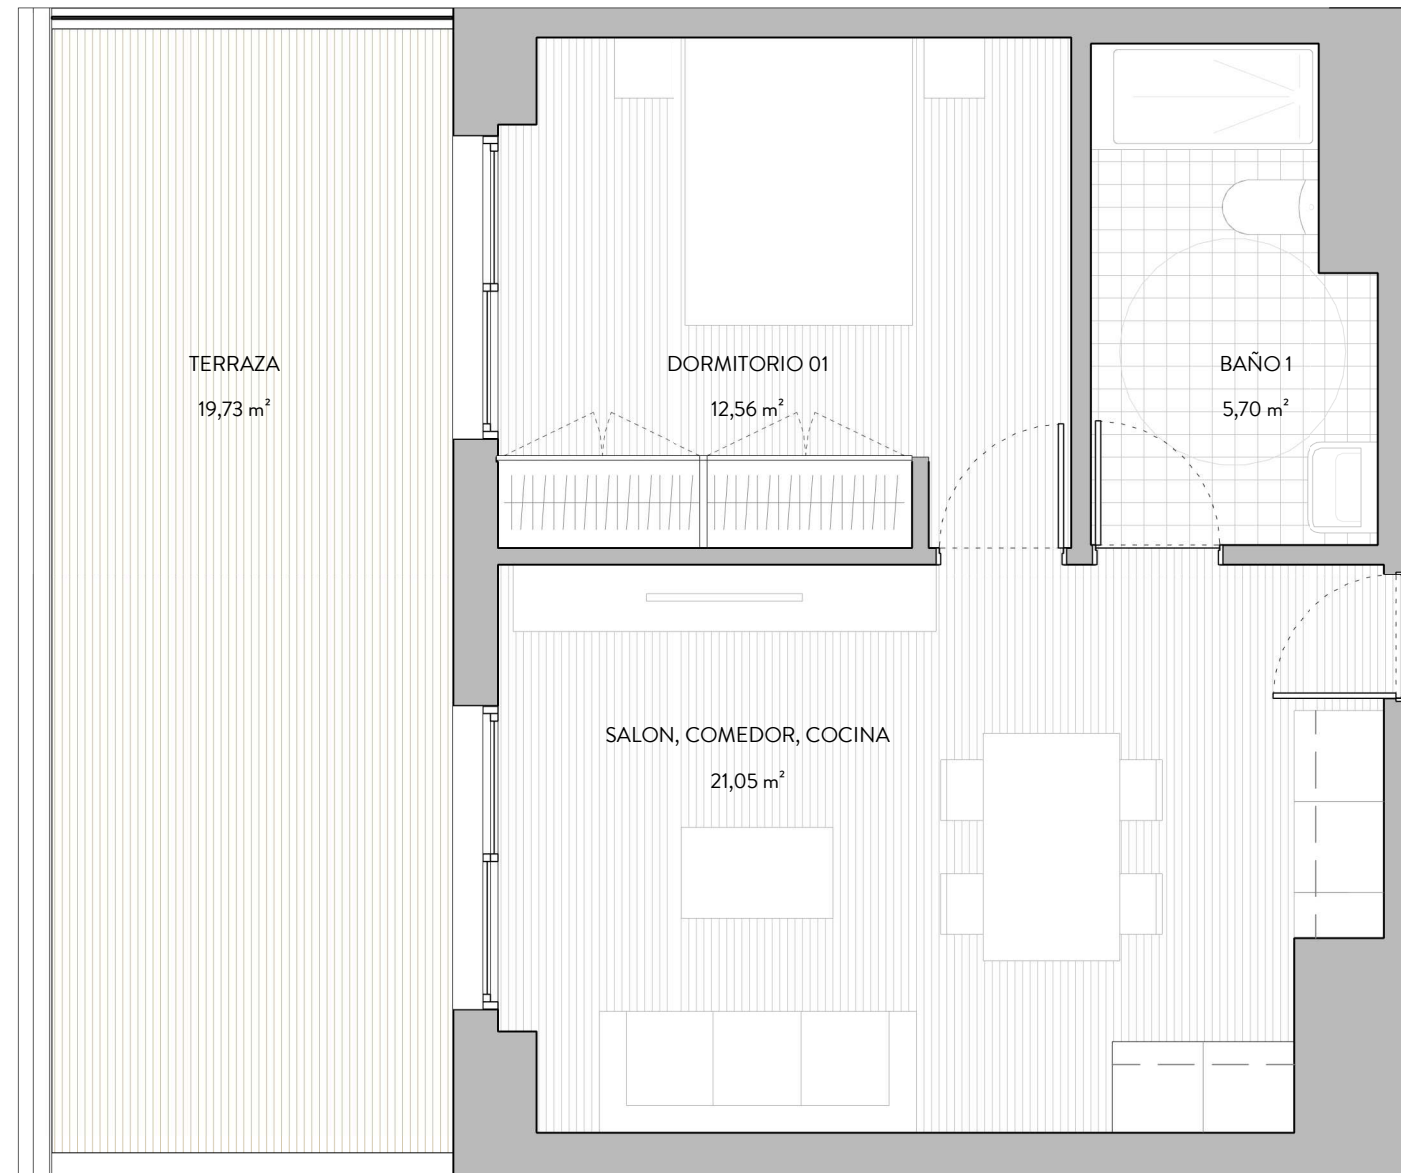 TERRAZA
19,73 m²
DORMITORIO 01
12,56 m²
BAÑO 1
5,70 m²
SALON, COMEDOR, COCINA
21,05 m²